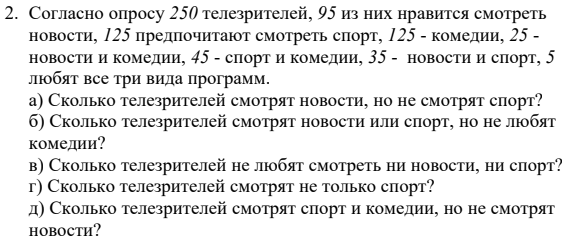 2. Согласно опросу 250 телезрителей, 95 из них нравится смотреть
новости, 125 предпочитают смотреть спорт, 125 - комедии, 25 -
новости и комедии, 45 - спорт и комедии, 35 - новости и спорт, 5
любят все три вида программ.
а) Сколько телезрителей смотрят новости, но не смотрят спорт?
б) Сколько телезрителей смотрят новости или спорт, но не любят
комедии?
в) Сколько телезрителей не любят смотреть ни новости, ни спорт?
г) Сколько телезрителей смотрят не только спорт?
д) Сколько телезрителей смотрят спорт и комедии, но не смотрят
новости?